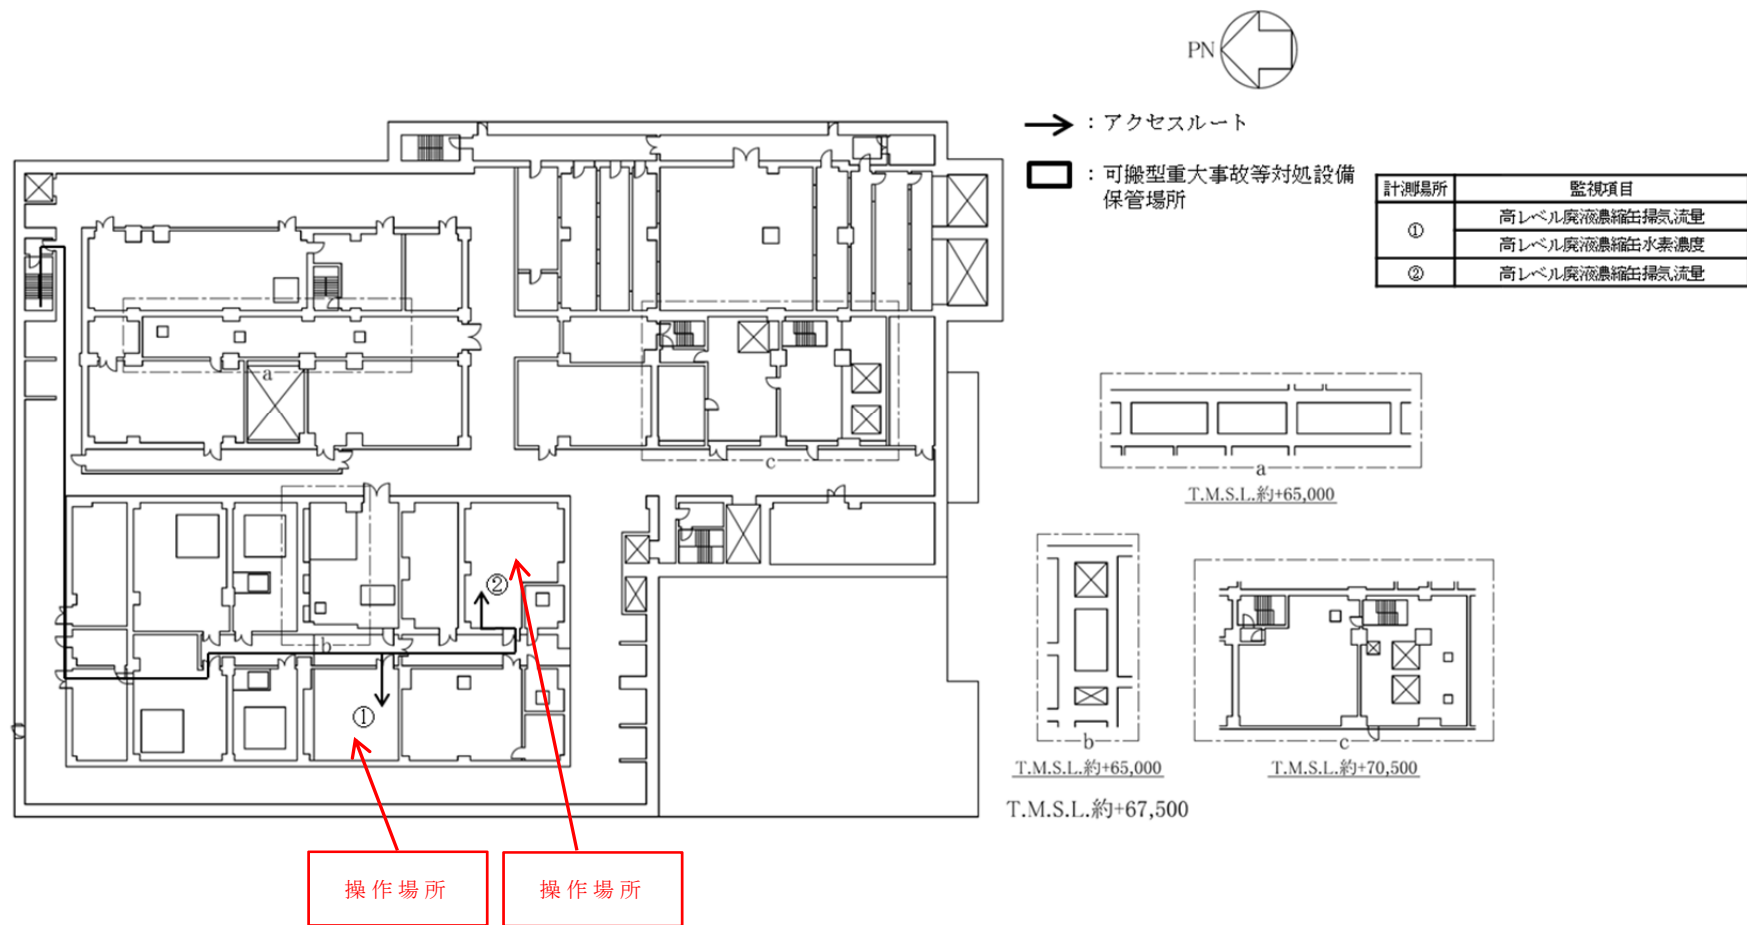 PN
：アクセスルート
：可搬型重大事故等対処設備
保管場所
計測場所 監視項目
① 高レベル廃液濃縮缶掃気流量
高レベル廃液濃縮缶水素濃度
② 高レベル廃液濃縮缶掃気流量
a
c
b
②
①
a
T.M.S.L.約+65,000
b
T.M.S.L.約+65,000
c
T.M.S.L.約+70,500
T.M.S.L.約+67,500
操作場所
操作場所